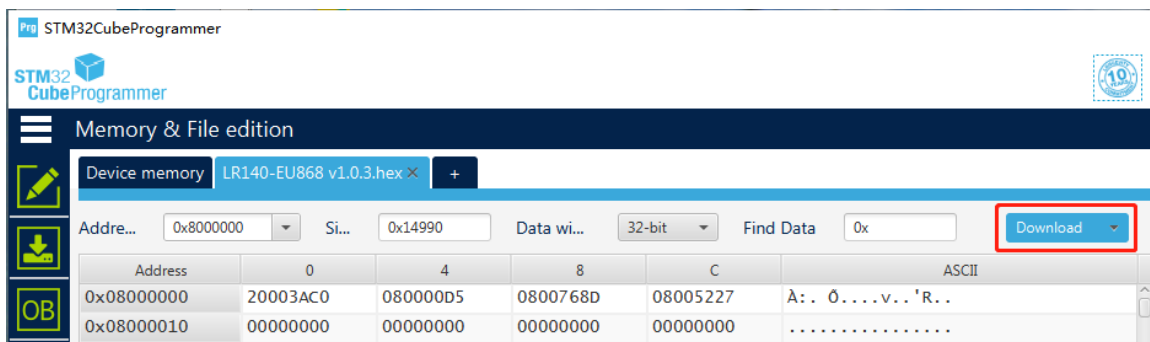 Prg STM32CubeProgrammer
STM32
CubeProgrammer
10
Memory & File edition
Device memory LR140-EU868 v1.0.3.hex × +
Addre... 0x8000000 Si... 0x14990 Data wi... 32-bit Find Data 0x Download
Address 0 4 8 C ASCII
0x08000000 20003AC0 080000D5 0800768D 08005227 À:. Õ....v..'R..
OB
0x08000010 00000000 00000000 00000000 00000000 ................